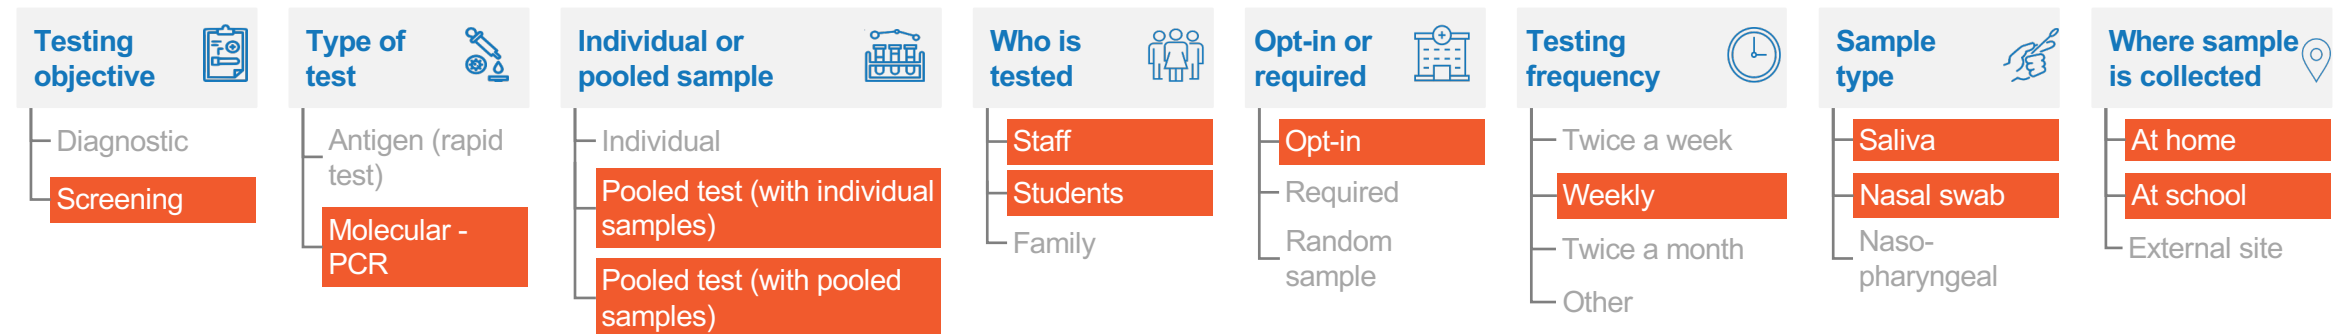 Testing
objective
Diagnostic
Screening
Type of
test
Antigen (rapid
test)
Molecular -
PCR
Individual or
pooled sample
Individual
Pooled test (with individual
samples)
Pooled test (with pooled
samples)
Who is
tested
Staff
Students
Family
Opt-in or
required
Opt-in
Required
Random
sample
Testing
frequency
Twice a week
Weekly
Twice a month
Other
Sample
type
Saliva
Nasal swab
Naso-
pharyngeal
Where sample
is collected
At home
At school
External site